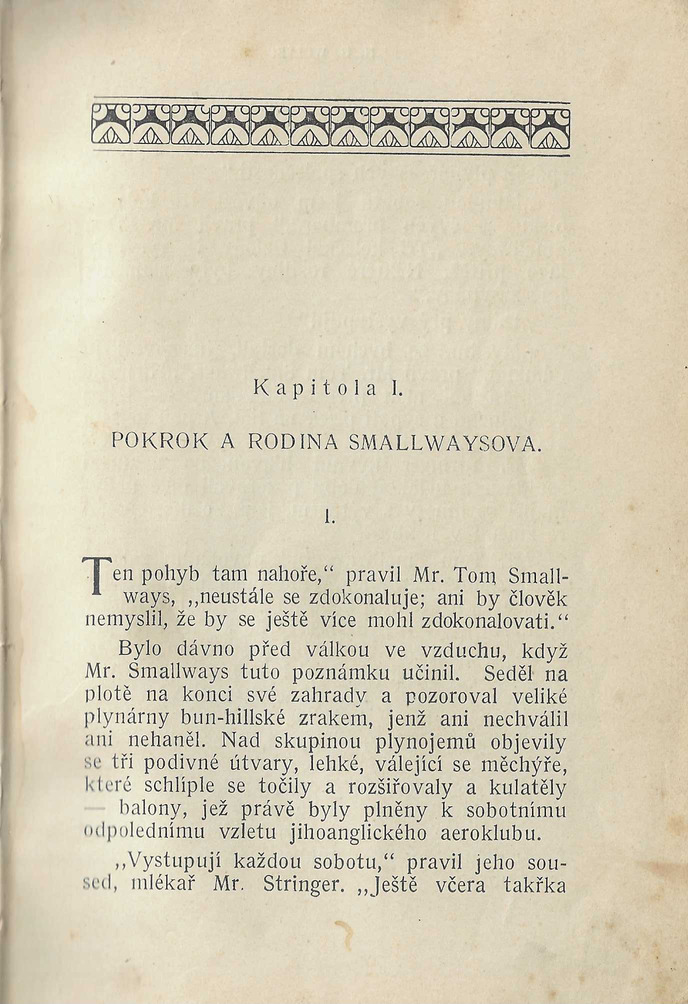 Kapitola I.
POKROK A RODINA SMALLWAYSOVA.
I.
Ten pohyb tam nahoře,“ pravil Mr. Tom Small-
ways, „neustále se zdokonaluje; ani by člověk
nemyslil, že by se ještě více mohl zdokonalovati.“
Bylo dávno před válkou ve vzduchu, když
Mr. Smallways tuto poznámku učinil. Seděl na
plotě na konci své zahrady a pozoroval veliké
plynárny bun-hillské zrakem, jenž ani nechválil
ani nehaněl. Nad skupinou plynojemů objevily
se tři podivné útvary, lehké, válející se měchýře,
které schlíple se točily a rozšiřovaly a kulatěly
— balony, jež právě byly plněny k sobotnímu
odpolednímu vzletu jihoanglického aeroklubu.
„Vystupují každou sobotu,“ pravil jeho sou-
sed, mlékař Mr. Stringer. „Ještě včera takřka